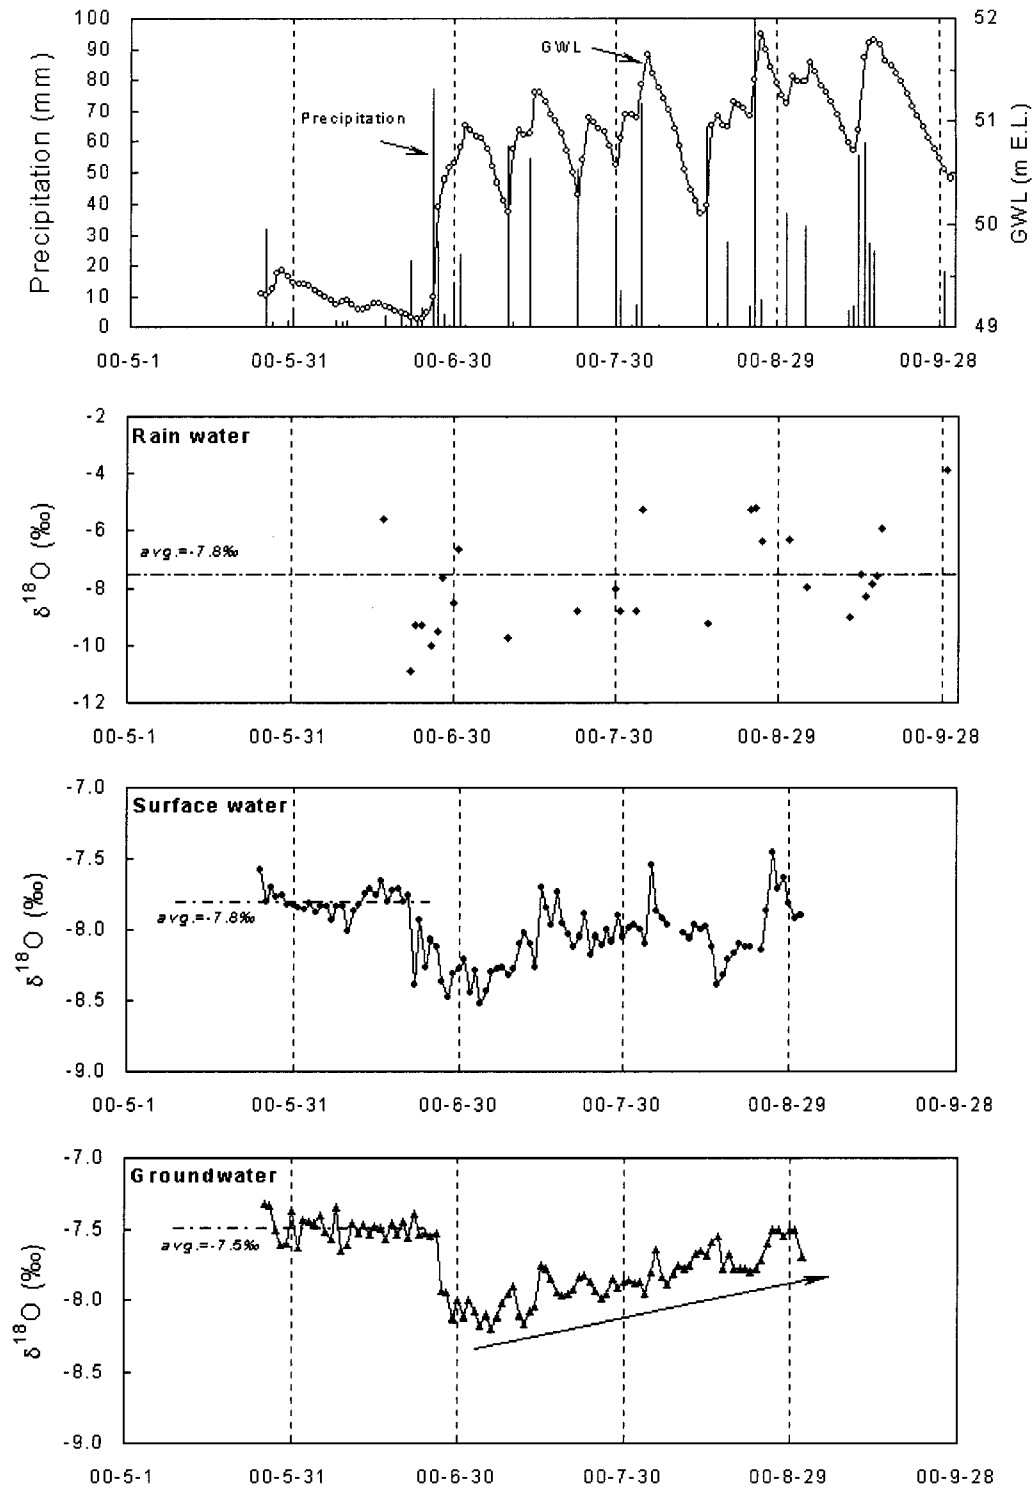 100
90
80
70
60
50
40
30
20
10
0
Precipitation (mm)
Precipitation
GWL
52
51
50
49
GWL (m E.L.)
00-5-1 00-5-31 00-6-30 00-7-30 00-8-29 00-9-28
Rain water
-2
-4
-6
-8
-10
-12
δ18O (‰)
avg.=-7.8‰
00-5-1 00-5-31 00-6-30 00-7-30 00-8-29 00-9-28
Surface water
-7.0
-7.5
-8.0
-8.5
-9.0
δ18O (‰)
avg.=-7.8‰
00-5-1 00-5-31 00-6-30 00-7-30 00-8-29 00-9-28
Groundwater
-7.0
-7.5
-8.0
-8.5
-9.0
δ18O (‰)
avg.=-7.5‰
00-5-1 00-5-31 00-6-30 00-7-30 00-8-29 00-9-28